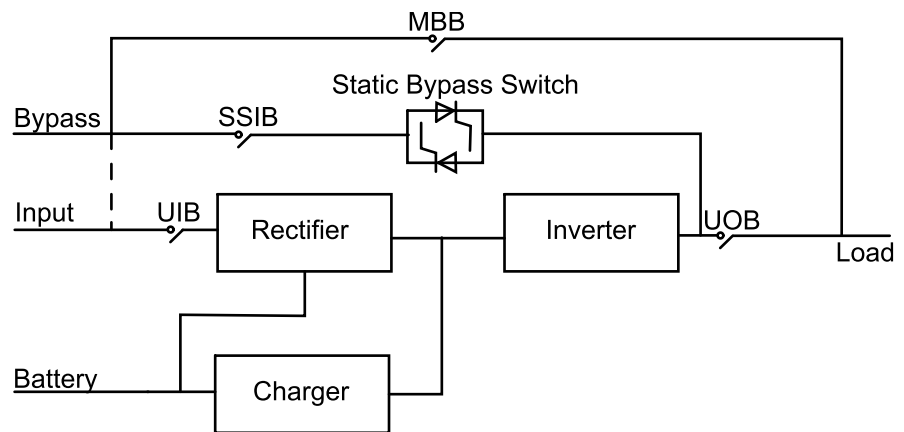 MBB
Static Bypass Switch
Bypass
SSIB
Input
UIB
Rectifier
Inverter
UOB
Load
Battery
Charger